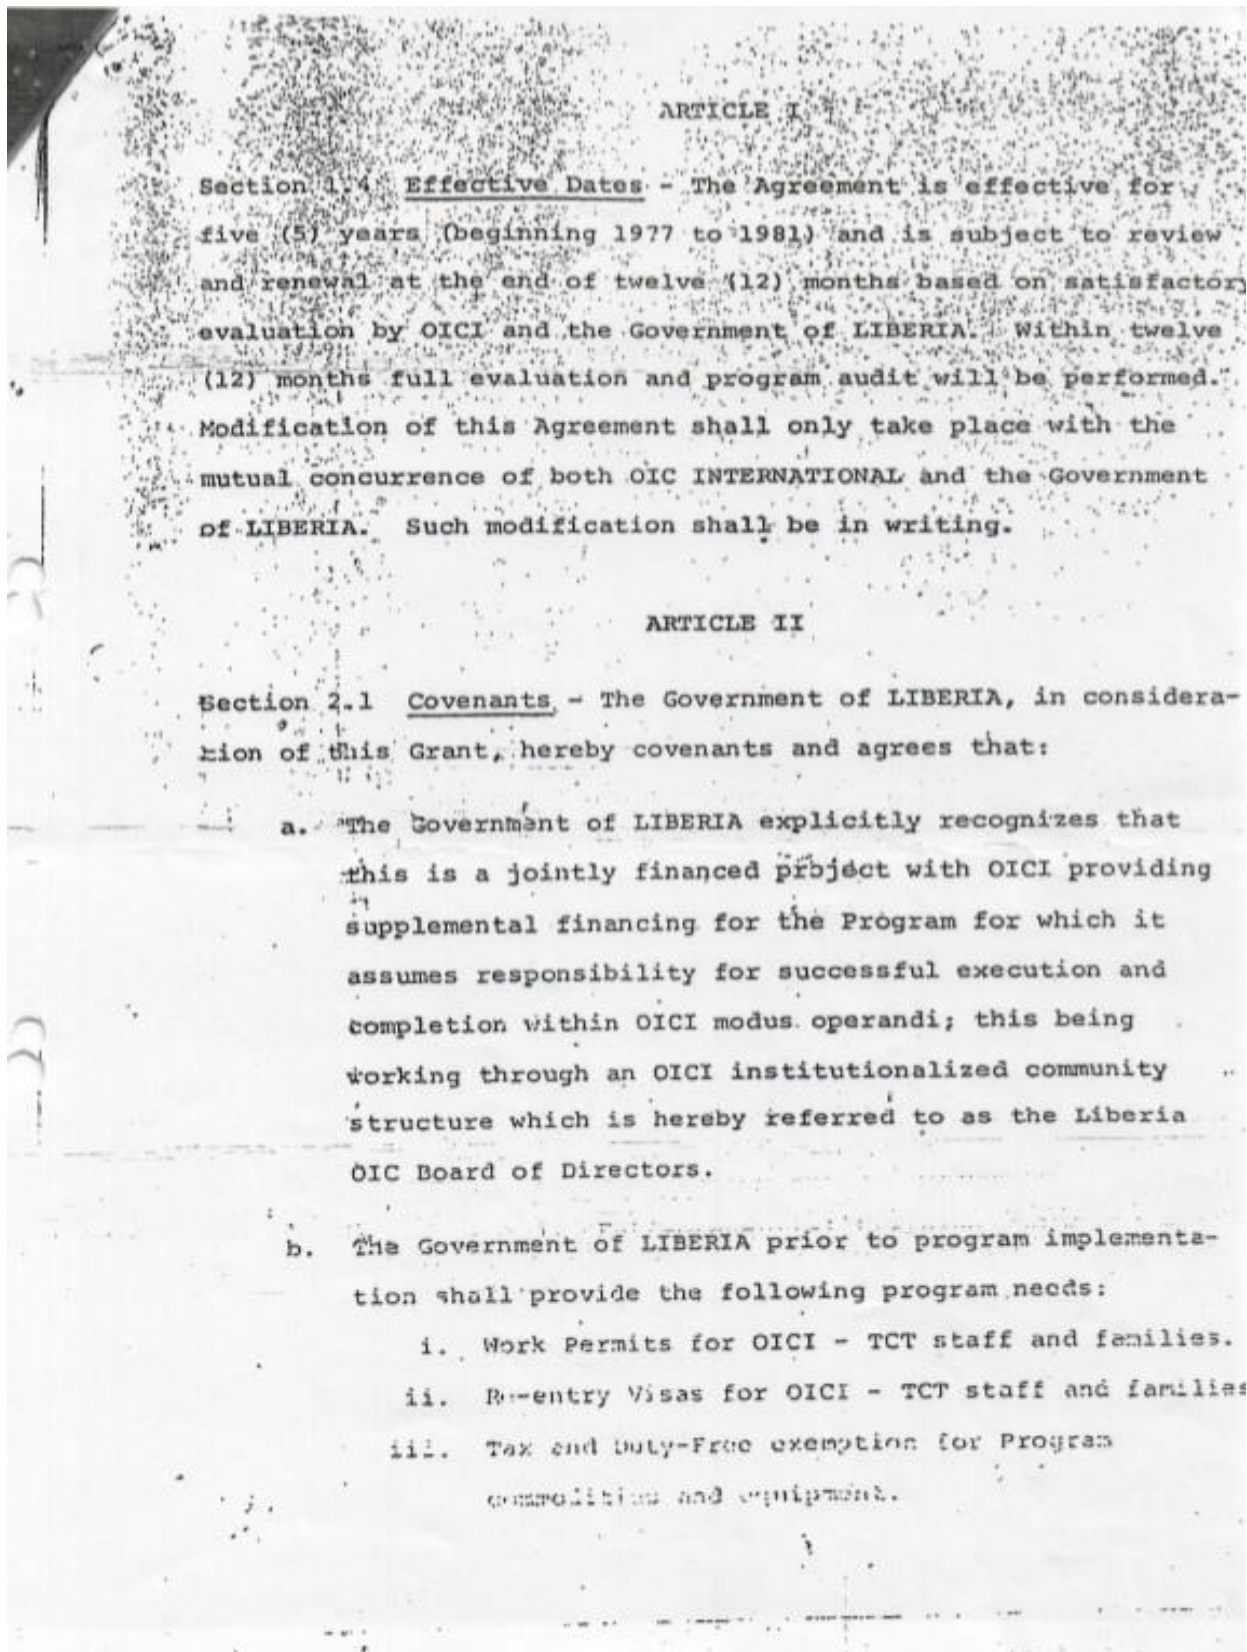 ARTICLE I
Section 1.4 Effective Dates - The Agreement is effective for
five (5) years (beginning 1977 to 1981) and is subject to review
and renewal at the end of twelve (12) months based on satisfactory
evaluation by OICI and the Government of LIBERIA. Within twelve
(12) months full evaluation and program audit will be performed.
Modification of this Agreement shall only take place with the
mutual concurrence of both OIC INTERNATIONAL and the Government
of LIBERIA. Such modification shall be in writing.
ARTICLE II
Section 2.1 Covenants - The Government of LIBERIA, in considera-
tion of this Grant, hereby covenants and agrees that:
a. The Government of LIBERIA explicitly recognizes that
this is a jointly financed project with OICI providing
supplemental financing for the Program for which it
assumes responsibility for successful execution and
completion within OICI modus operandi; this being
working through an OICI institutionalized community
structure which is hereby referred to as the Liberia
OIC Board of Directors.
b. The Government of LIBERIA prior to program implementa-
tion shall provide the following program needs:
i. Work Permits for OICI - TCT staff and families.
ii. Re-entry Visas for OICI - TCT staff and families
iii. Tax and Duty-Free exemption for Program
commodities and equipment.